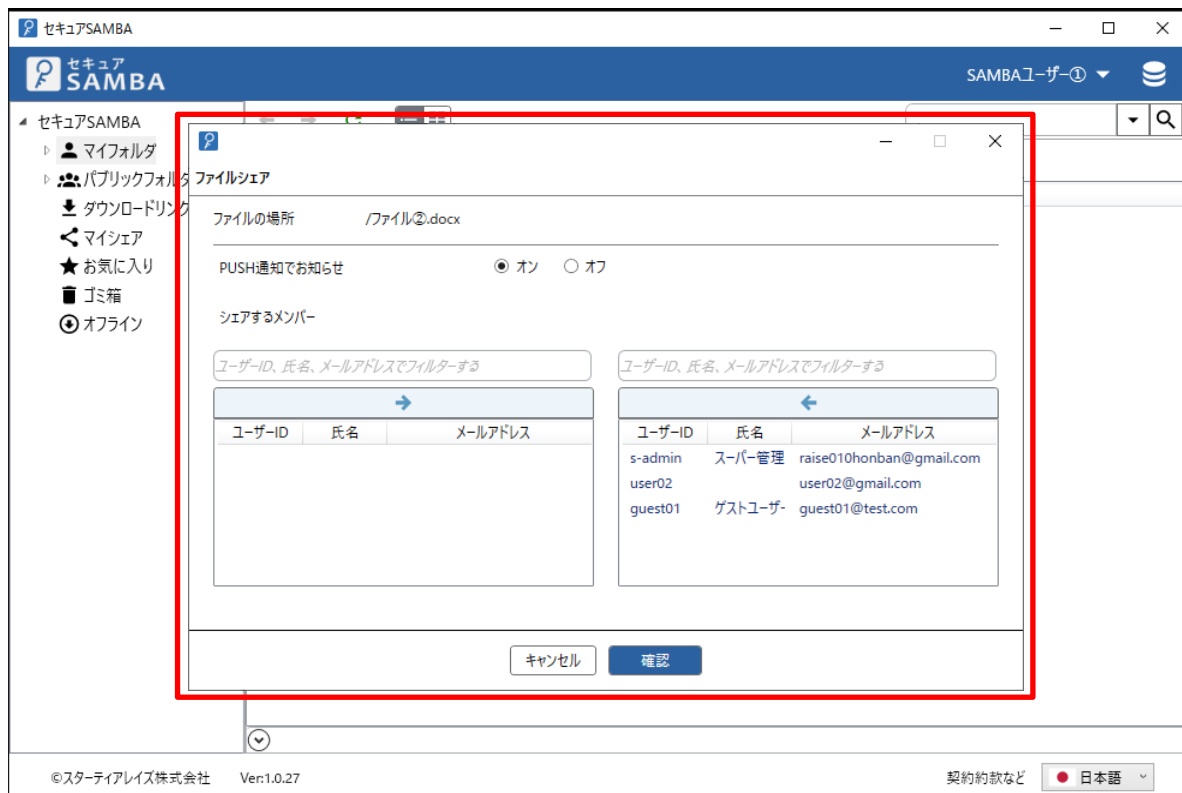 セキュアSAMBA
セキュア
SAMBA
SAMBAユーザー①
セキュアSAMBA
マイフォルダ
パブリックフォルダ
ダウンロードリンク
マイシェア
お気に入り
ゴミ箱
オフライン
ファイルシェア
ファイルの場所 /ファイル②.docx
PUSH通知でお知らせ オン オフ
シェアするメンバー
ユーザーID、氏名、メールアドレスでフィルターする ユーザーID、氏名、メールアドレスでフィルターする
ユーザーID 氏名 メールアドレス ユーザーID 氏名 メールアドレス
s-admin スーパー管理 raise010honban@gmail.com
user02 user02@gmail.com
guest01 ゲストユーザー guest01@test.com
キャンセル 確認
©スターティアレイズ株式会社 Ver:1.0.27 契約約款など 日本語